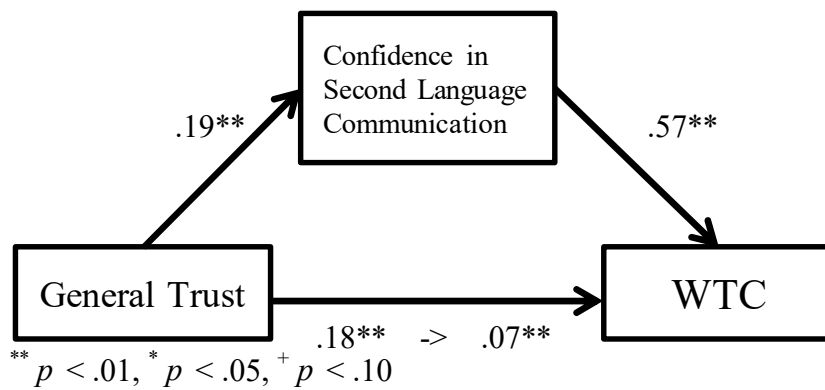 Confidence in
Second Language
Communication
.19**
.57**
General Trust
WTC
.18** -> .07**
** p < .01, * p < .05, + p < .10